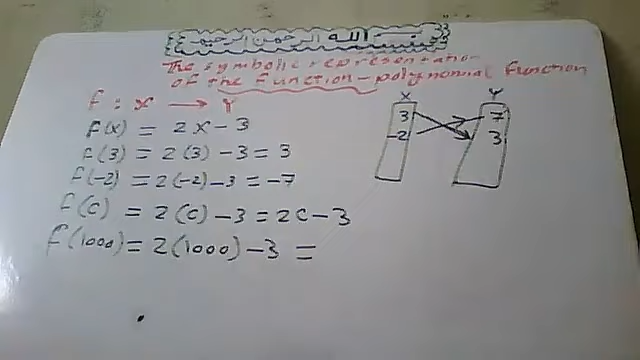 بسم الله الرحمن الرحيم
The symbolic representation
of the function - polynomial function
f : x → Y
f(x) = 2x - 3
f(3) = 2(3) - 3 = 3
f(-2) = 2(-2) - 3 = -7
f(c) = 2(c) - 3 = 2c - 3
f(1000) = 2(1000) - 3 =
X Y
3 7
-2 3